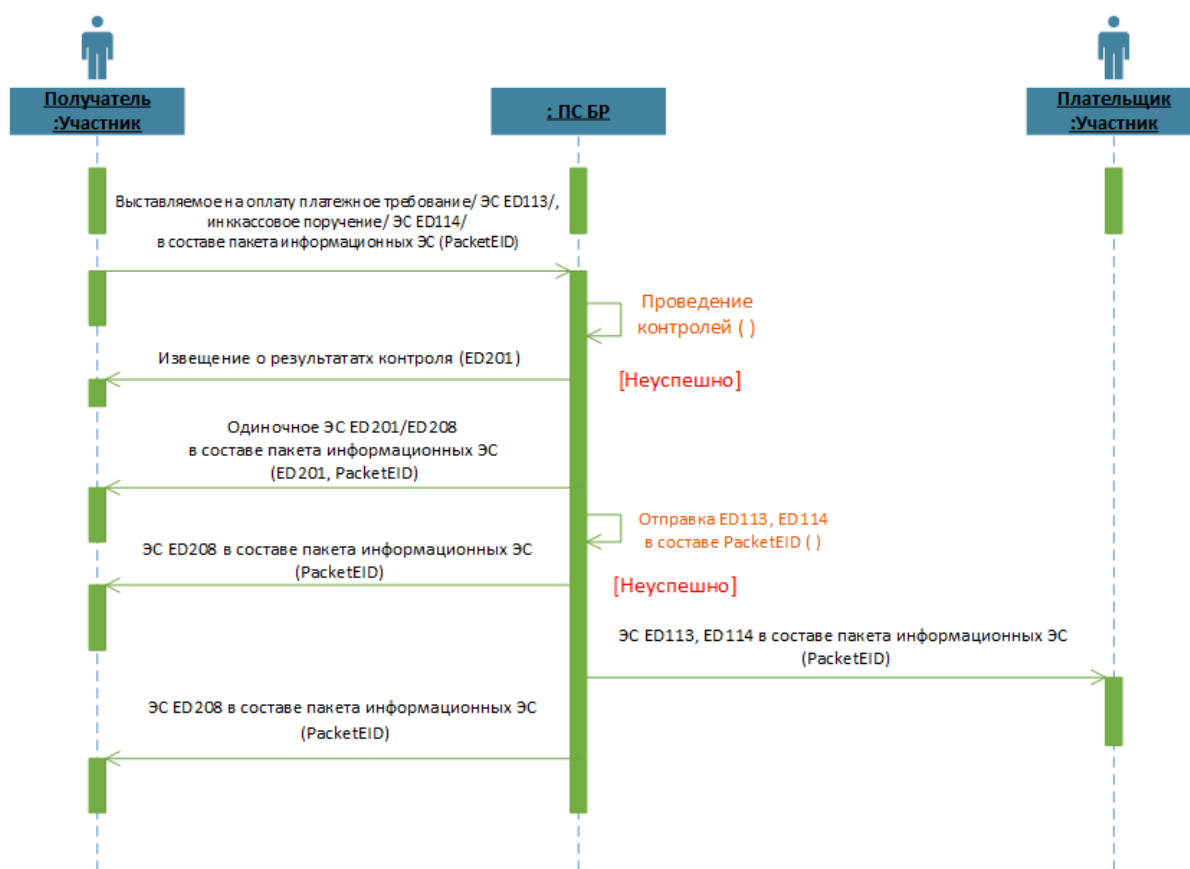 Получатель
:Участник
: ПС БР
Плательщик
:Участник
Выставляемое на оплату платежное требование/ ЭС ED113/,
инккассовое поручение/ ЭС ED114/
в составе пакета информационных ЭС (PacketEID)
Проведение
контролей ( )
Извещение о результататх контроля (ED201)
[Неуспешно]
Одиночное ЭС ED201/ED208
в составе пакета информационных ЭС
(ED201, PacketEID)
Отправка ED113, ED114
в составе PacketEID ( )
ЭС ED208 в составе пакета информационных ЭС
(PacketEID)
[Неуспешно]
ЭС ED113, ED114 в составе пакета информационных ЭС
(PacketEID)
ЭС ED208 в составе пакета информационных ЭС
(PacketEID)